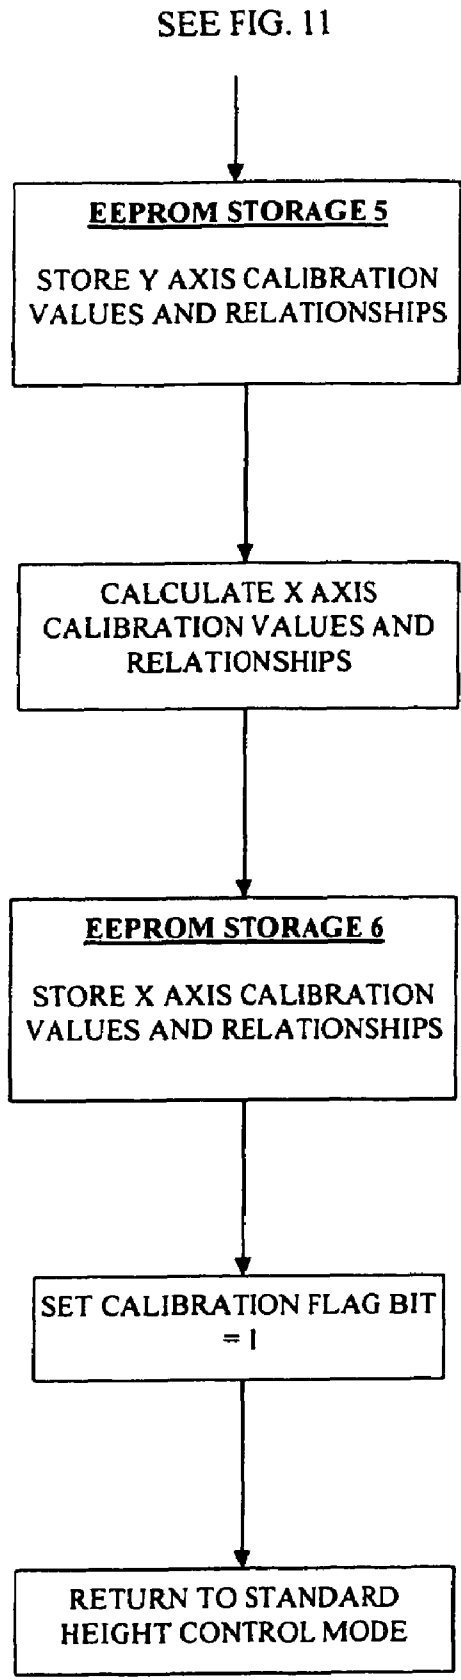 SEE FIG. 11
EEPROM STORAGE 5
STORE Y AXIS CALIBRATION
VALUES AND RELATIONSHIPS
CALCULATE X AXIS
CALIBRATION VALUES AND
RELATIONSHIPS
EEPROM STORAGE 6
STORE X AXIS CALIBRATION
VALUES AND RELATIONSHIPS
SET CALIBRATION FLAG BIT
= 1
RETURN TO STANDARD
HEIGHT CONTROL MODE